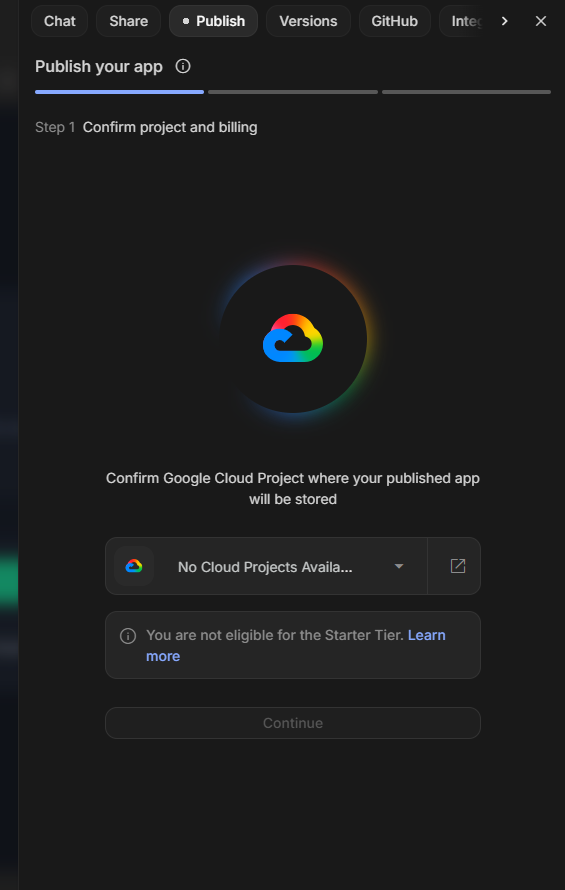 Chat Share Publish Versions GitHub Integ
Publish your app
Step 1 Confirm project and billing
Confirm Google Cloud Project where your published app
will be stored
No Cloud Projects Availa...
You are not eligible for the Starter Tier. Learn
more
Continue